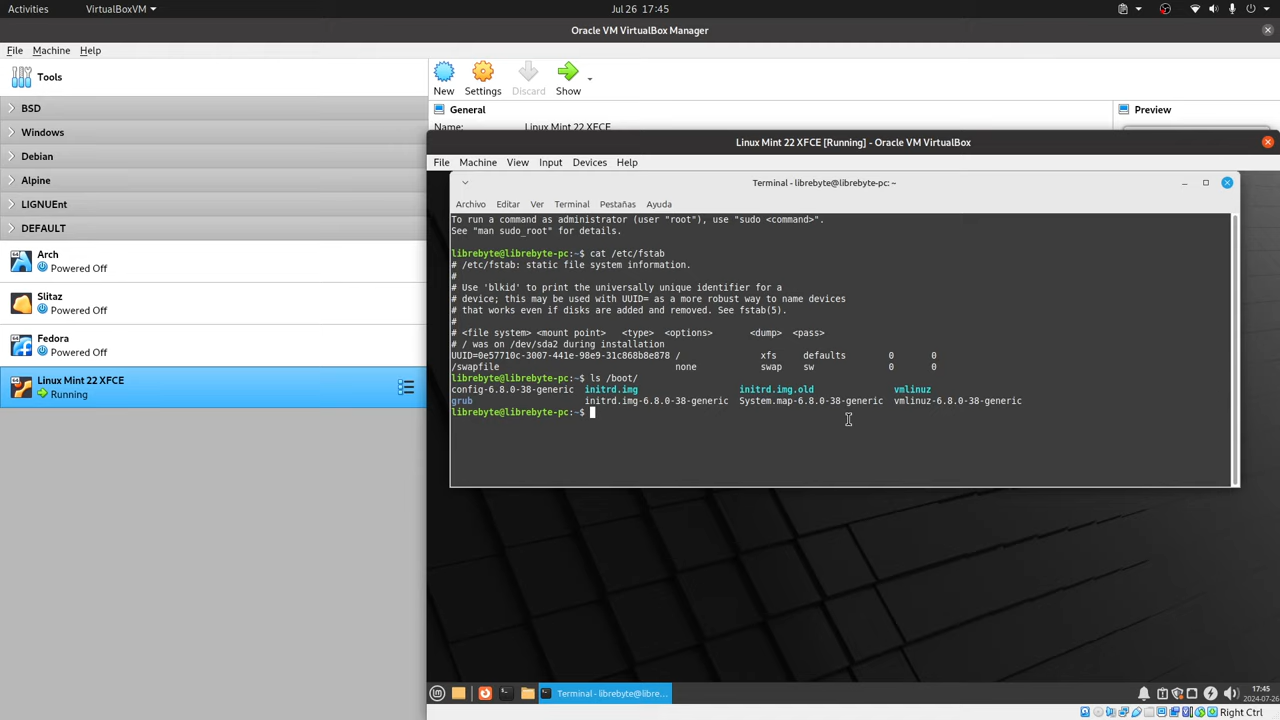 Activities
VirtualBoxVM
Jul 26 17:45
Oracle VM VirtualBox Manager
File Machine Help
Tools
New Settings Discard Show
BSD
Windows
Debian
Alpine
LIGNUEnt
DEFAULT
Arch
Powered Off
Slitaz
Powered Off
Fedora
Powered Off
Linux Mint 22 XFCE
Running
General
Name: Linux Mint 22 XFCE
Preview
Linux Mint 22 XFCE [Running] - Oracle VM VirtualBox
File Machine View Input Devices Help
Terminal - librebyte@librebyte-pc: ~
Archivo Editar Ver Terminal Pestañas Ayuda
To run a command as administrator (user "root"), use "sudo <command>".
See "man sudo_root" for details.
librebyte@librebyte-pc:~$ cat /etc/fstab
# /etc/fstab: static file system information.
#
# Use 'blkid' to print the universally unique identifier for a
# device; this may be used with UUID= as a more robust way to name devices
# that works even if disks are added and removed. See fstab(5).
#
# <file system> <mount point> <type> <options> <dump> <pass>
# / was on /dev/sda2 during installation
UUID=0e57710c-3007-441e-98e9-31c868b8e878 / xfs defaults 0 0
/swapfile none swap sw 0 0
librebyte@librebyte-pc:~$ ls /boot/
config-6.8.0-38-generic initrd.img initrd.img.old vmlinuz
grub initrd.img-6.8.0-38-generic System.map-6.8.0-38-generic vmlinuz-6.8.0-38-generic
librebyte@librebyte-pc:~$
Terminal - librebyte@libre...
17:45
2024-07-26
Right Ctrl